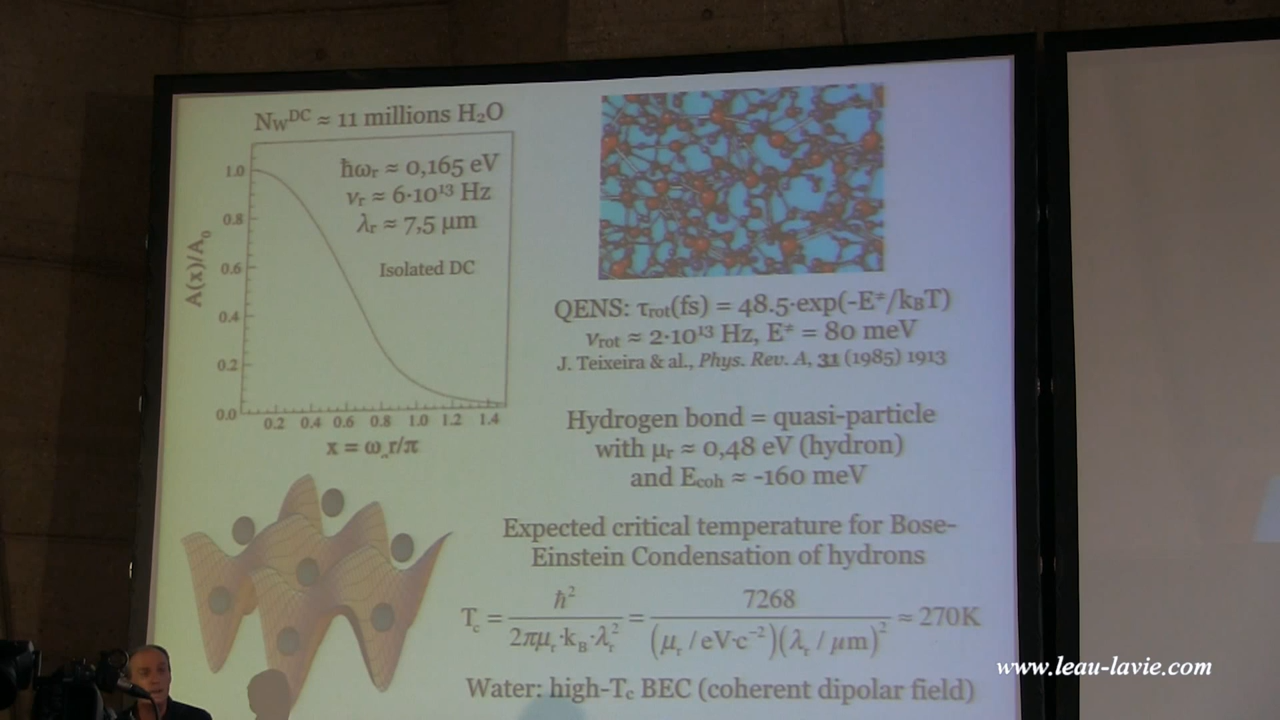 N_W^DC ≈ 11 millions H₂O
ħω_r ≈ 0,165 eV
ν_r ≈ 6·10¹³ Hz
λ_r ≈ 7,5 μm
Isolated DC
A(x)/A₀
1.0
0.8
0.6
0.4
0.2
0.0
0.2 0.4 0.6 0.8 1.0 1.2 1.4
x = ω_r r/π
QENS: τ_rot(fs) = 48.5·exp(-E^≠/k_BT)
ν_rot ≈ 2·10¹³ Hz, E^≠ = 80 meV
J. Teixeira & al., Phys. Rev. A, 31 (1985) 1913
Hydrogen bond = quasi-particle
with μ_r ≈ 0,48 eV (hydron)
and E_coh ≈ -160 meV
Expected critical temperature for Bose-
Einstein Condensation of hydrons
T_c = ħ² / (2πμ_r·k_B·λ_r²) = 7268 / ((μ_r / eV·c⁻²)(λ_r / μm)²) ≈ 270K
Water: high-T_c BEC (coherent dipolar field)
www.leau-lavie.com